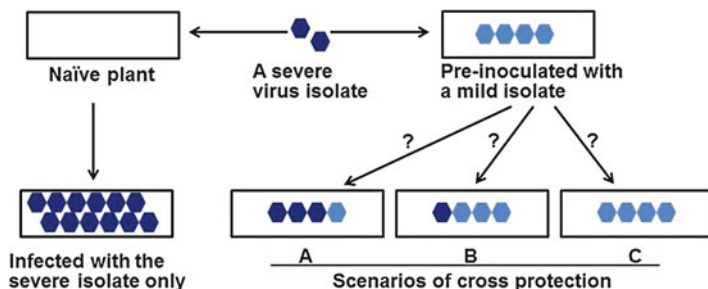 Naïve plant
A severe
virus isolate
Pre-inoculated with
a mild isolate
?
?
?
Infected with the
severe isolate only
A
B
C
Scenarios of cross protection